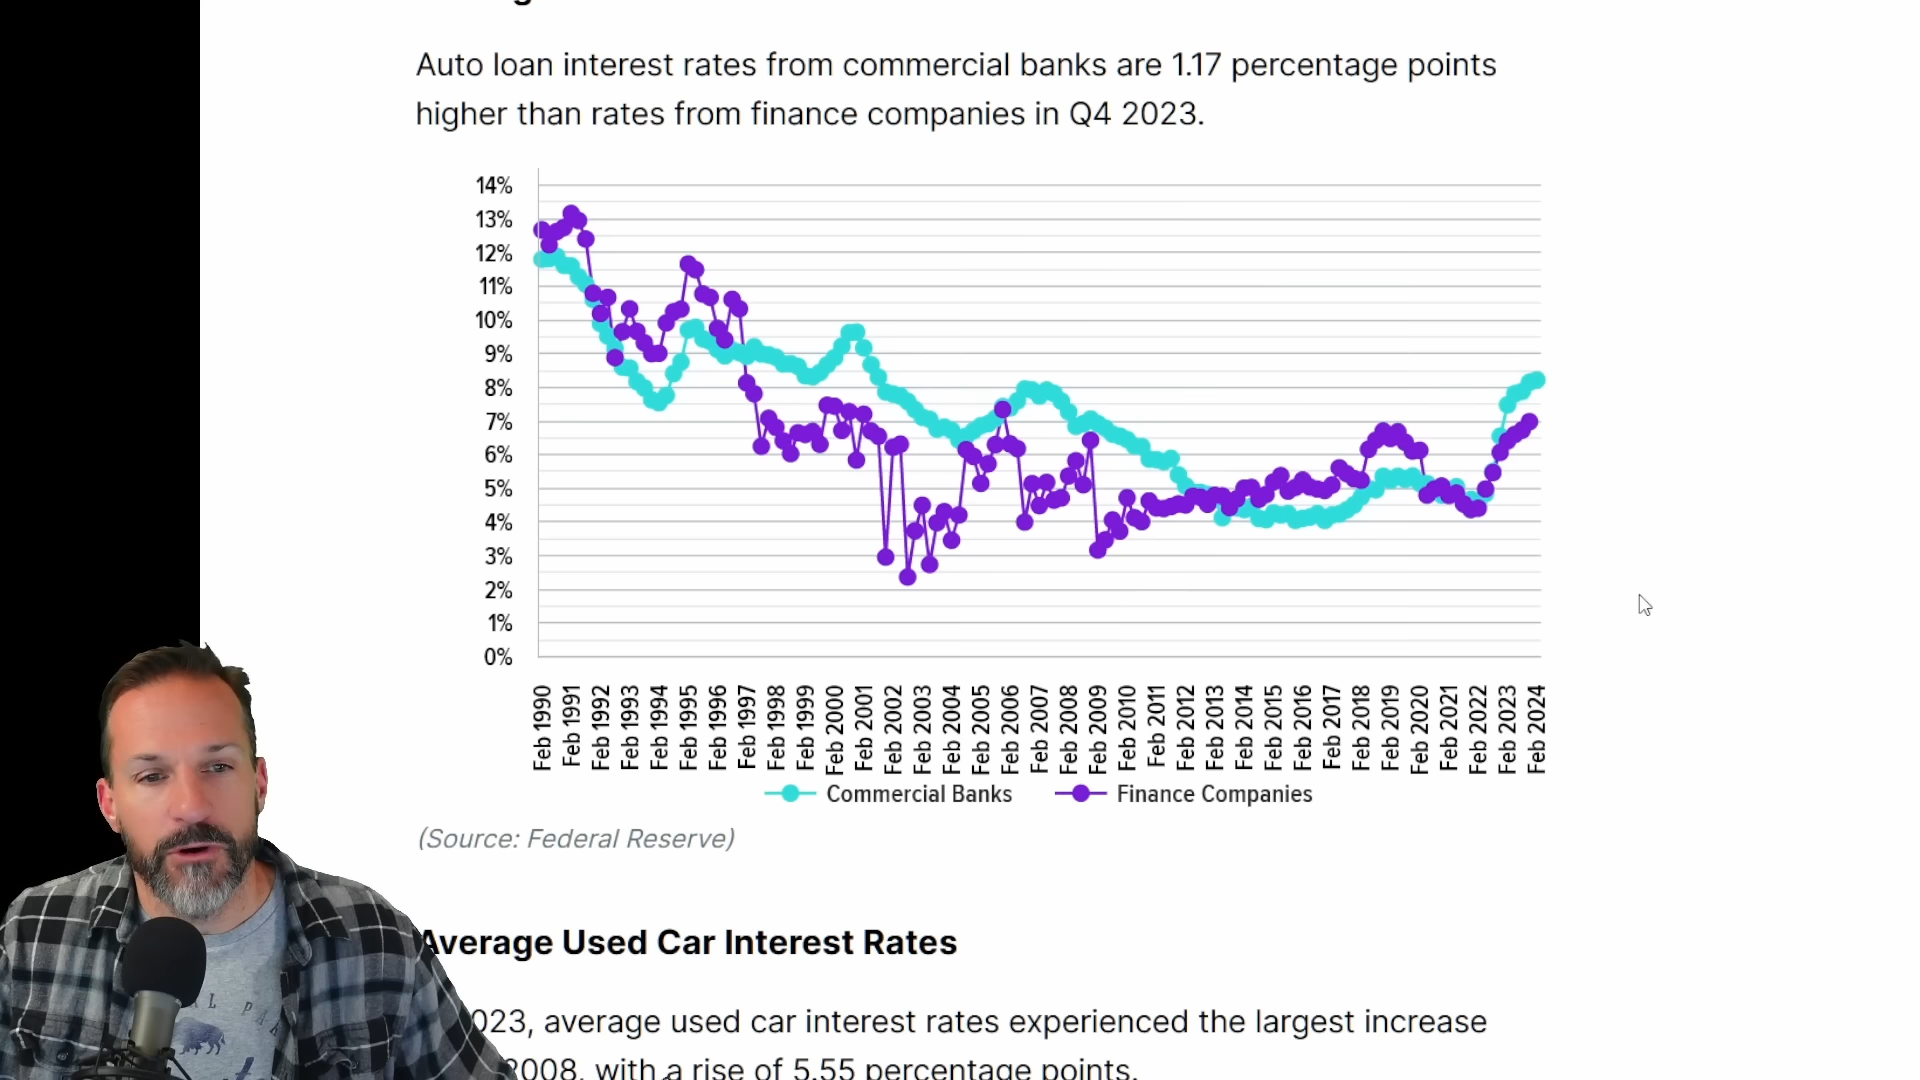 Auto loan interest rates from commercial banks are 1.17 percentage points
higher than rates from finance companies in Q4 2023.
14%
13%
12%
11%
10%
9%
8%
7%
6%
5%
4%
3%
2%
1%
0%
Feb 1990
Feb 1991
Feb 1992
Feb 1993
Feb 1994
Feb 1995
Feb 1996
Feb 1997
Feb 1998
Feb 1999
Feb 2000
Feb 2001
Feb 2002
Feb 2003
Feb 2004
Feb 2005
Feb 2006
Feb 2007
Feb 2008
Feb 2009
Feb 2010
Feb 2011
Feb 2012
Feb 2013
Feb 2014
Feb 2015
Feb 2016
Feb 2017
Feb 2018
Feb 2019
Feb 2020
Feb 2021
Feb 2022
Feb 2023
Feb 2024
Commercial Banks Finance Companies
(Source: Federal Reserve)
Average Used Car Interest Rates
023, average used car interest rates experienced the largest increase
2008, with a rise of 5.55 percentage points.